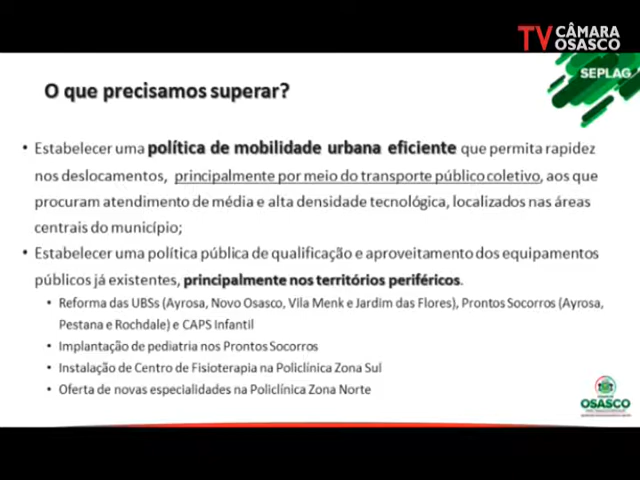 TV CÂMARA
OSASCO
SEPLAG
O que precisamos superar?
• Estabelecer uma política de mobilidade urbana eficiente que permita rapidez
nos deslocamentos, principalmente por meio do transporte público coletivo, aos que
procuram atendimento de média e alta densidade tecnológica, localizados nas áreas
centrais do município;
• Estabelecer uma política pública de qualificação e aproveitamento dos equipamentos
públicos já existentes, principalmente nos territórios periféricos.
• Reforma das UBSs (Ayrosa, Novo Osasco, Vila Menk e Jardim das Flores), Prontos Socorros (Ayrosa,
Pestana e Rochdale) e CAPS Infantil
• Implantação de pediatria nos Prontos Socorros
• Instalação de Centro de Fisioterapia na Policlínica Zona Sul
• Oferta de novas especialidades na Policlínica Zona Norte
OSASCO